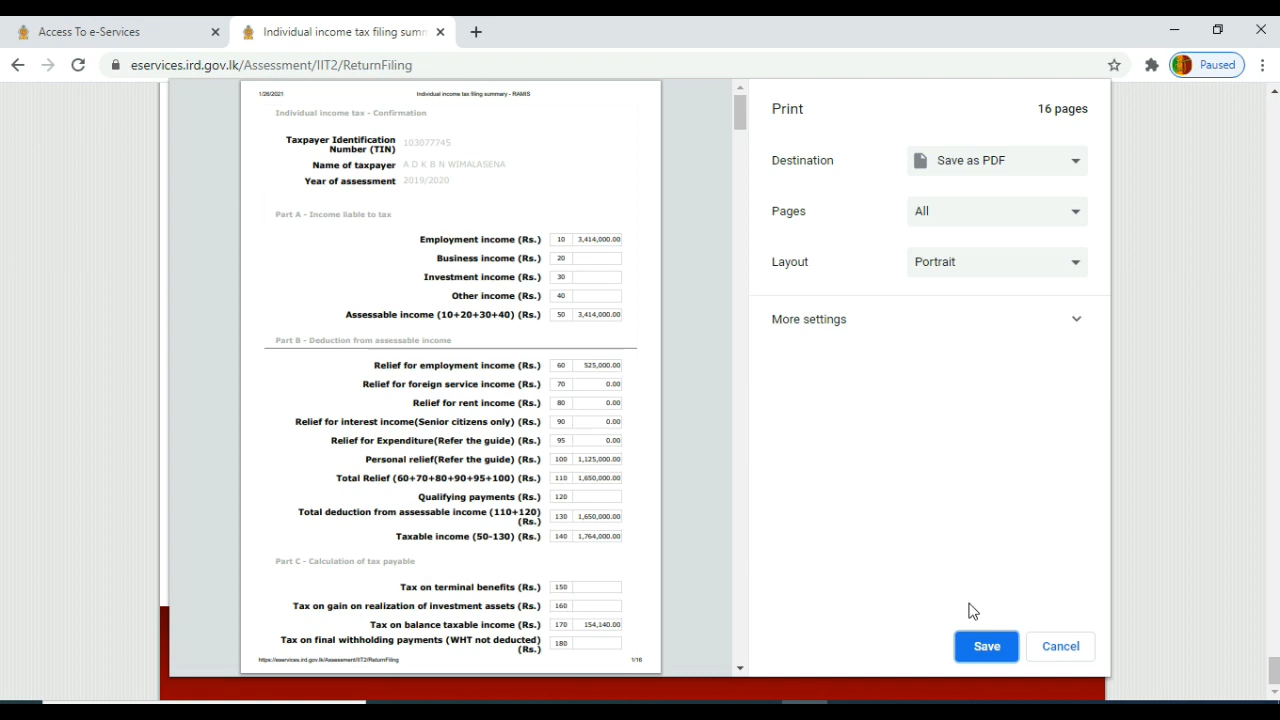 Access To e-Services
Individual income tax filing sum
eservices.ird.gov.lk/Assessment/IIT2/ReturnFiling
Paused
1/26/2021 Individual income tax filing summary - RAMIS
Individual income tax - Confirmation
Taxpayer Identification
Number (TIN) 103077745
Name of taxpayer A D K B N WIMALASENA
Year of assessment 2019/2020
Part A - Income liable to tax
Employment income (Rs.) 10 3,414,000.00
Business income (Rs.) 20
Investment income (Rs.) 30
Other income (Rs.) 40
Assessable income (10+20+30+40) (Rs.) 50 3,414,000.00
Part B - Deduction from assessable income
Relief for employment income (Rs.) 60 525,000.00
Relief for foreign service income (Rs.) 70 0.00
Relief for rent income (Rs.) 80 0.00
Relief for interest income(Senior citizens only) (Rs.) 90 0.00
Relief for Expenditure(Refer the guide) (Rs.) 95 0.00
Personal relief(Refer the guide) (Rs.) 100 1,125,000.00
Total Relief (60+70+80+90+95+100) (Rs.) 110 1,650,000.00
Qualifying payments (Rs.) 120
Total deduction from assessable income (110+120)
(Rs.) 130 1,650,000.00
Taxable income (50-130) (Rs.) 140 1,764,000.00
Part C - Calculation of tax payable
Tax on terminal benefits (Rs.) 150
Tax on gain on realization of investment assets (Rs.) 160
Tax on balance taxable income (Rs.) 170 154,140.00
Tax on final withholding payments (WHT not deducted)
(Rs.) 180
https://eservices.ird.gov.lk/Assessment/IIT2/ReturnFiling 1/16
Print 16 pages
Destination Save as PDF
Pages All
Layout Portrait
More settings
Save Cancel